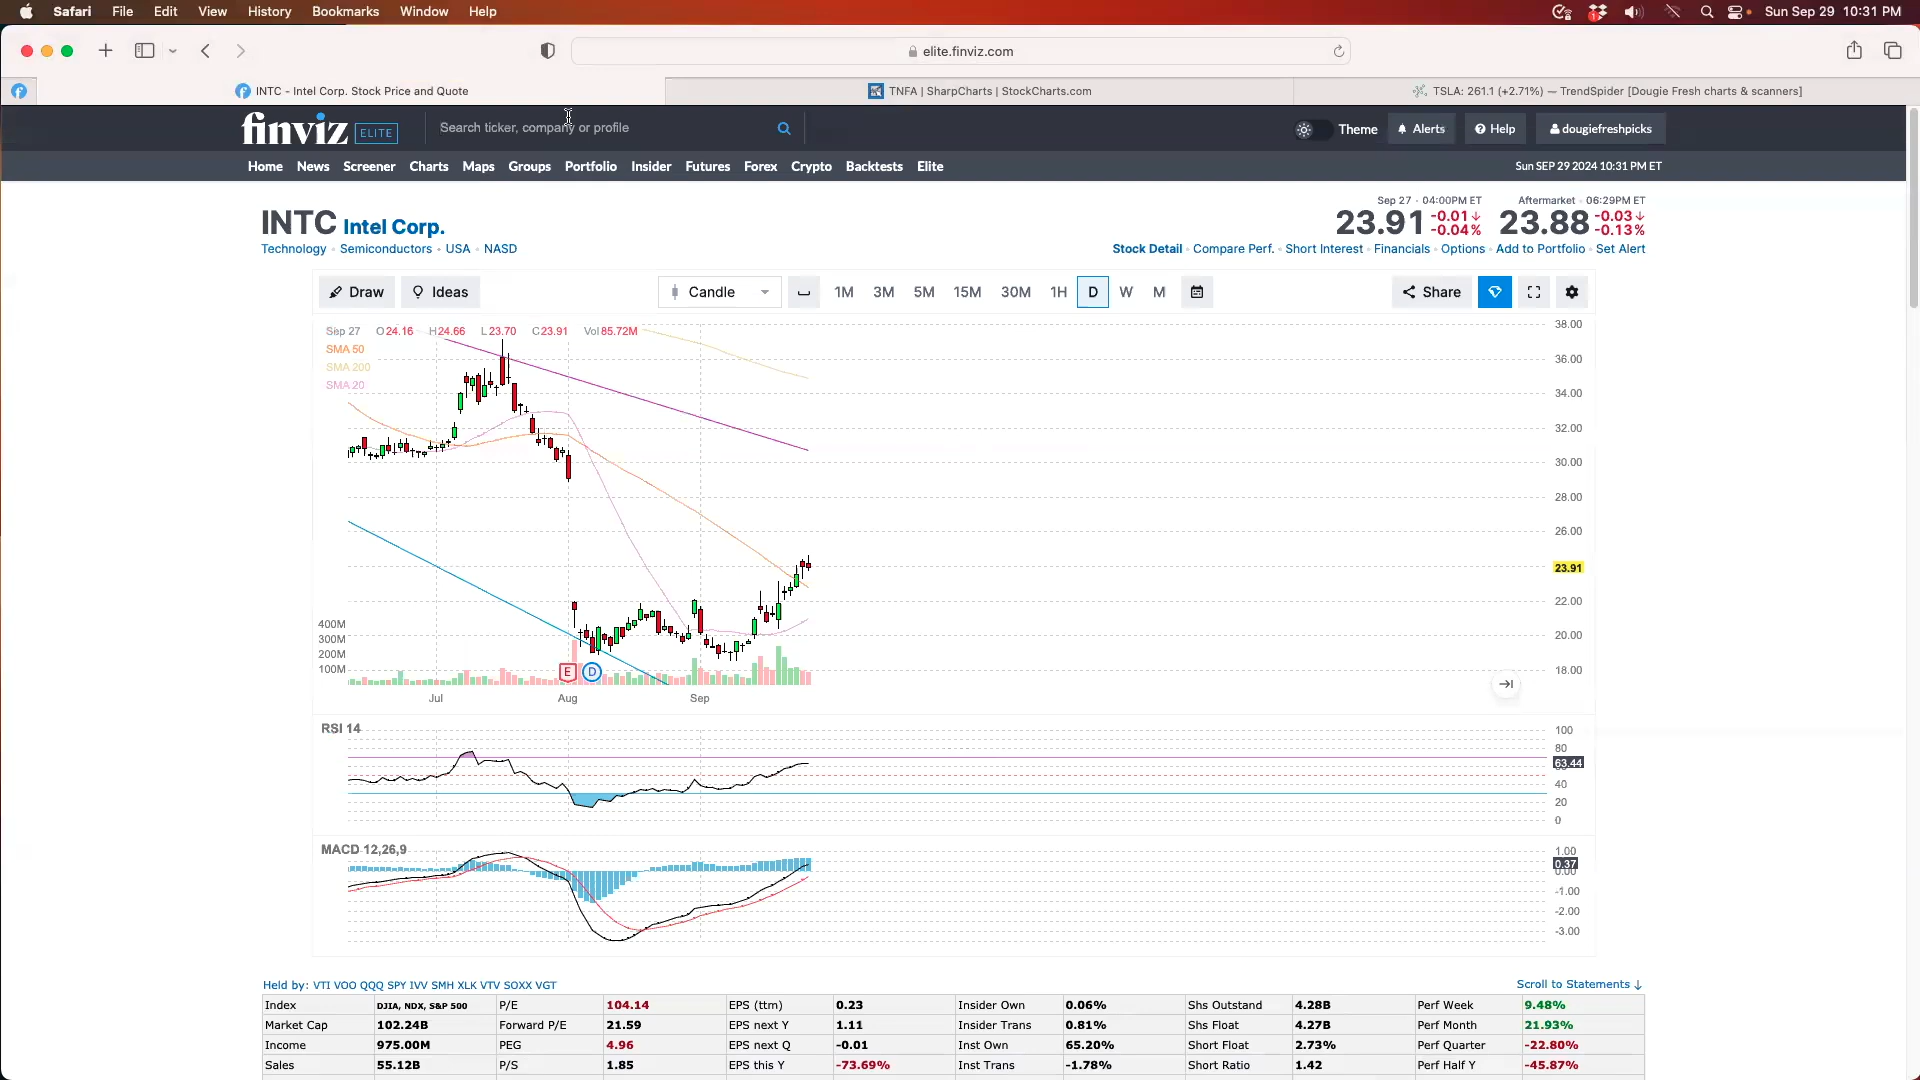 Safari File Edit View History Bookmarks Window Help Sun Sep 29 10:31 PM
elite.finviz.com
INTC - Intel Corp. Stock Price and Quote TNFA | SharpCharts | StockCharts.com TSLA: 261.1 (+2.71%) — TrendSpider [Dougie Fresh charts & scanners]
finviz ELITE Search ticker, company or profile Theme Alerts Help dougiefreshpicks
Home News Screener Charts Maps Groups Portfolio Insider Futures Forex Crypto Backtests Elite Sun SEP 29 2024 10:31 PM ET
Sep 27 · 04:00PM ET Aftermarket · 06:29PM ET
INTC Intel Corp. 23.91 -0.01↓ -0.04% 23.88 -0.03↓ -0.13%
Technology • Semiconductors • USA • NASD Stock Detail • Compare Perf. • Short Interest • Financials • Options • Add to Portfolio • Set Alert
Draw Ideas Candle 1M 3M 5M 15M 30M 1H D W M Share
Sep 27 O24.16 H24.66 L23.70 C23.91 Vol85.72M
SMA 50
SMA 200
SMA 20
38.00
36.00
34.00
32.00
30.00
28.00
26.00
23.91
22.00
20.00
18.00
400M
300M
200M
100M
E D
Jul Aug Sep
RSI 14
100
80
63.44
40
20
0
MACD 12,26,9
1.00
0.37
0.00
-1.00
-2.00
-3.00
Held by: VTI VOO QQQ SPY IVV SMH XLK VTV SOXX VGT Scroll to Statements ↓
Index DJIA, NDX, S&P 500 P/E 104.14 EPS (ttm) 0.23 Insider Own 0.06% Shs Outstand 4.28B Perf Week 9.48%
Market Cap 102.24B Forward P/E 21.59 EPS next Y 1.11 Insider Trans 0.81% Shs Float 4.27B Perf Month 21.93%
Income 975.00M PEG 4.96 EPS next Q -0.01 Inst Own 65.20% Short Float 2.73% Perf Quarter -22.80%
Sales 55.12B P/S 1.85 EPS this Y -73.69% Inst Trans -1.78% Short Ratio 1.42 Perf Half Y -45.87%